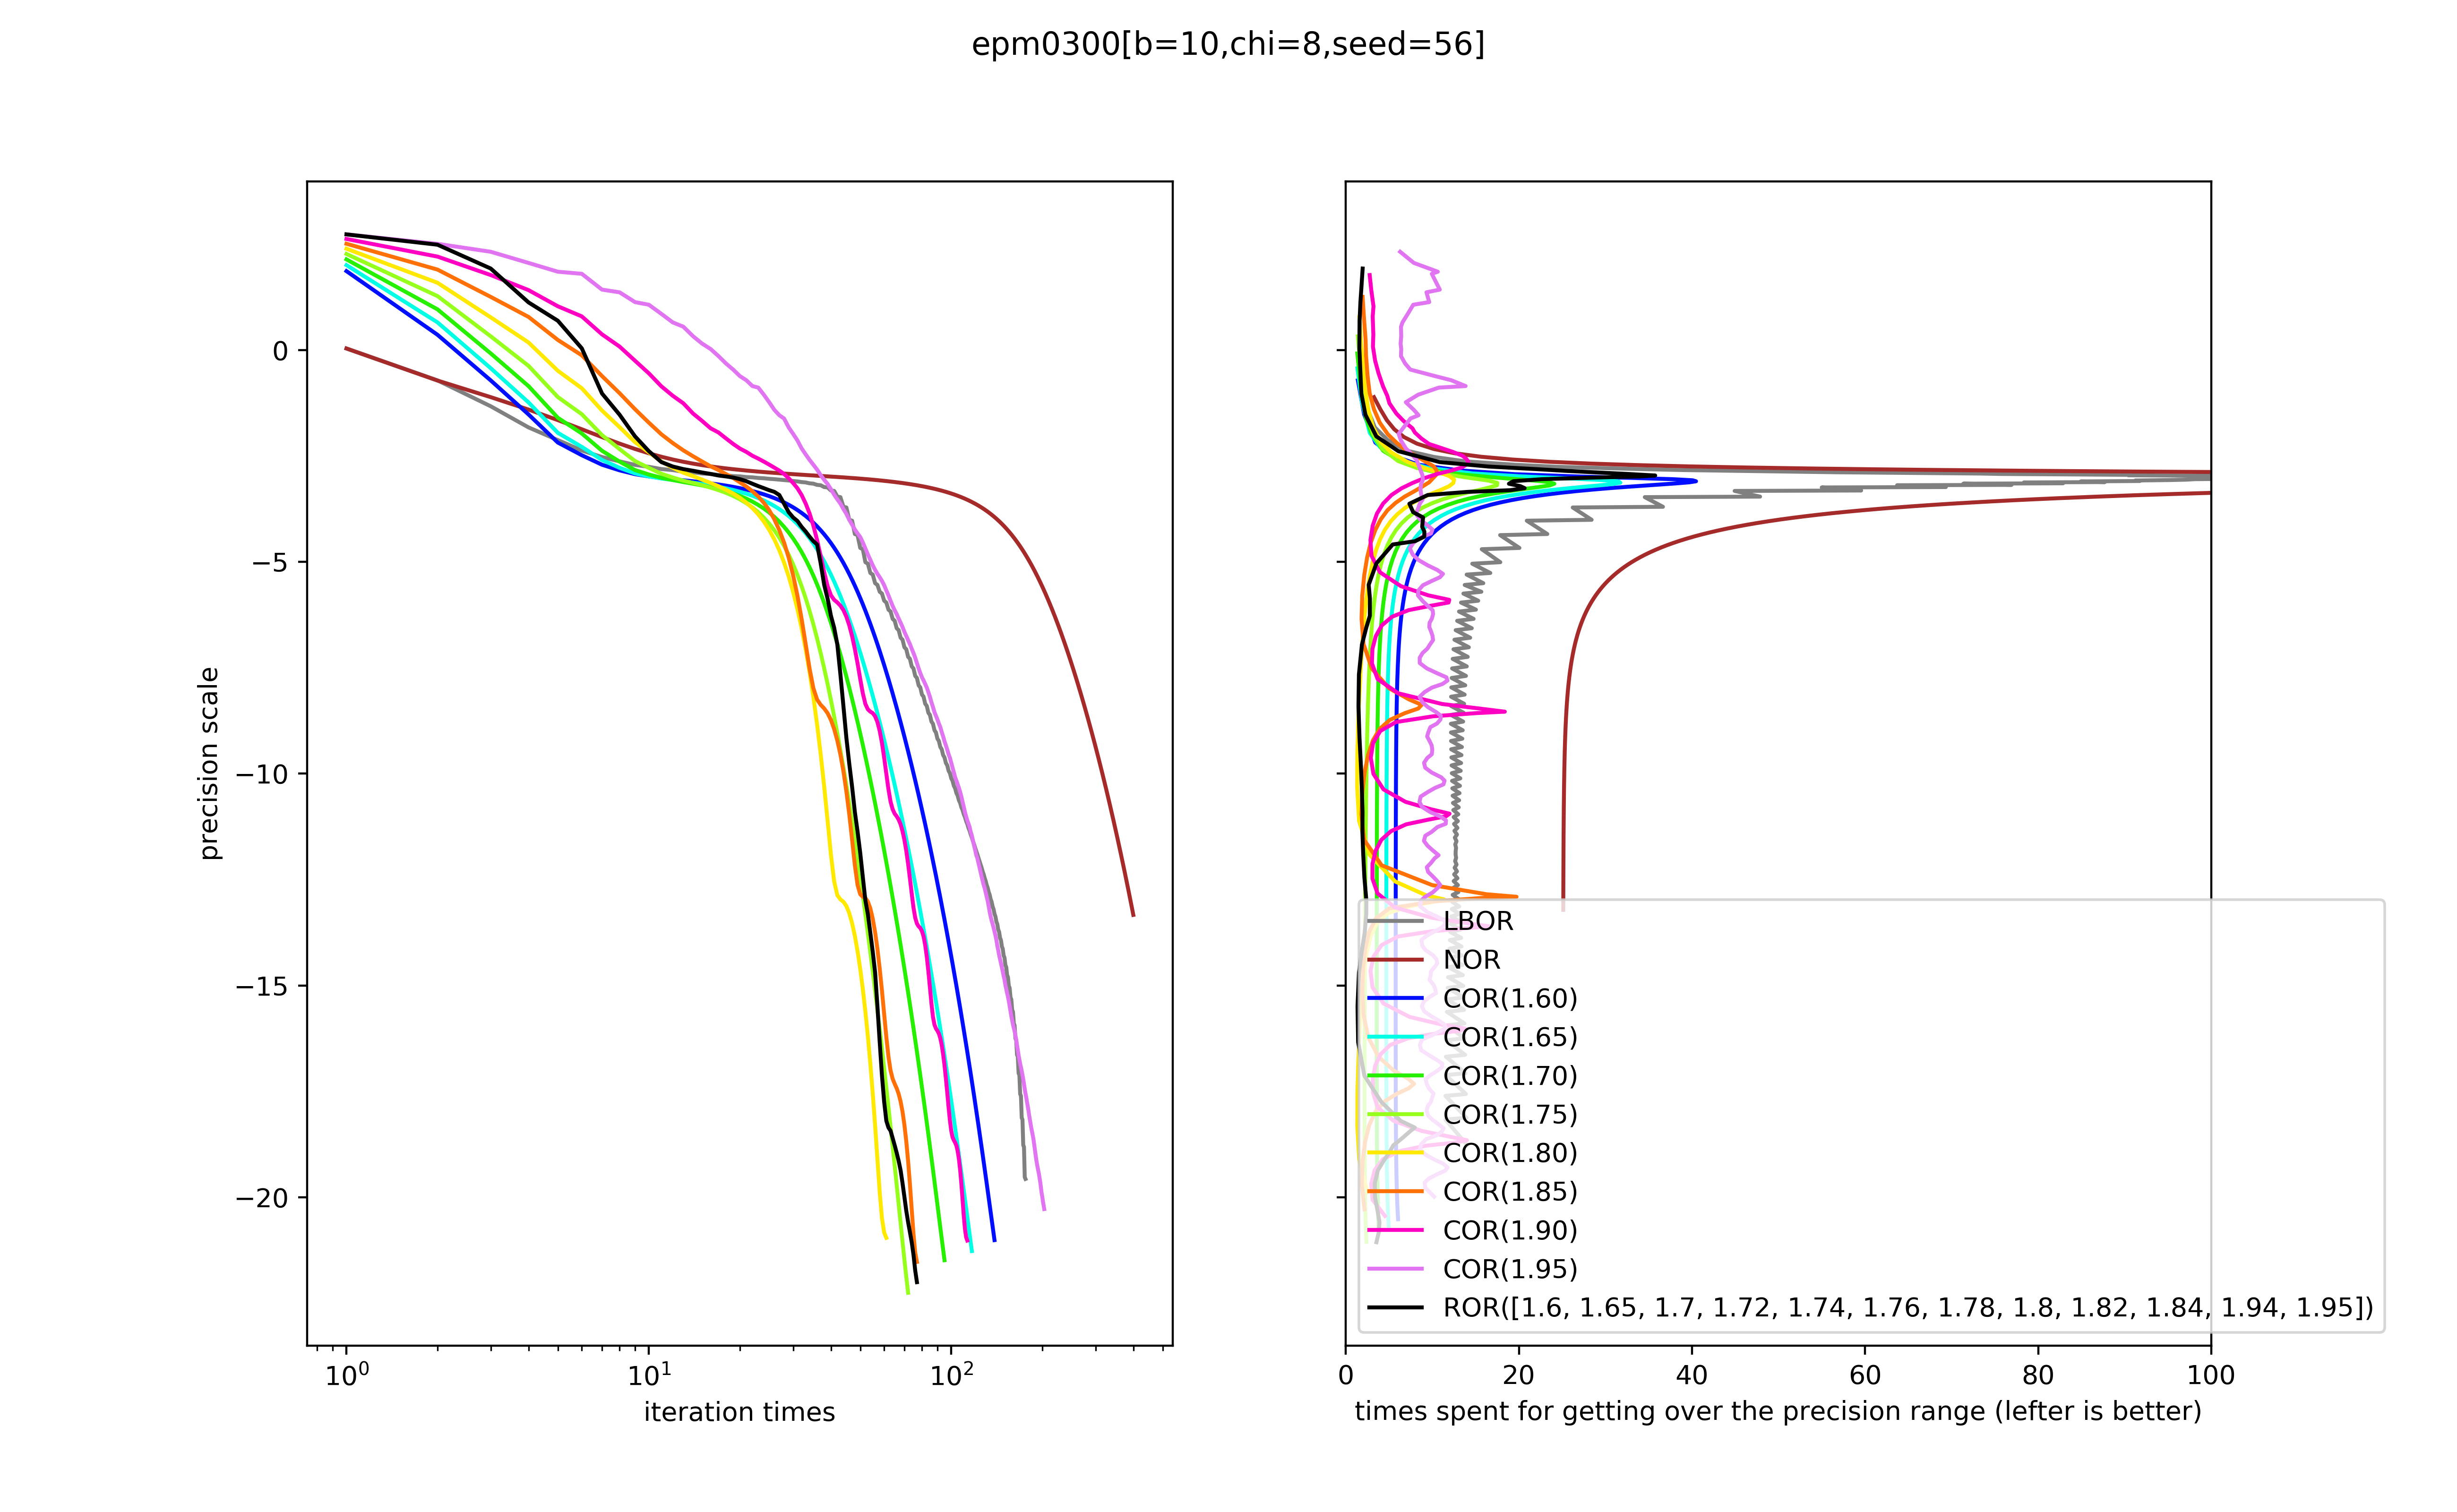 epm0300[b=10,chi=8,seed=56]
precision scale
0
−5
−10
−15
−20
10⁰
10¹
10²
iteration times
LBOR
NOR
COR(1.60)
COR(1.65)
COR(1.70)
COR(1.75)
COR(1.80)
COR(1.85)
COR(1.90)
COR(1.95)
ROR([1.6, 1.65, 1.7, 1.72, 1.74, 1.76, 1.78, 1.8, 1.82, 1.84, 1.94, 1.95])
0 20 40 60 80 100
times spent for getting over the precision range (lefter is better)